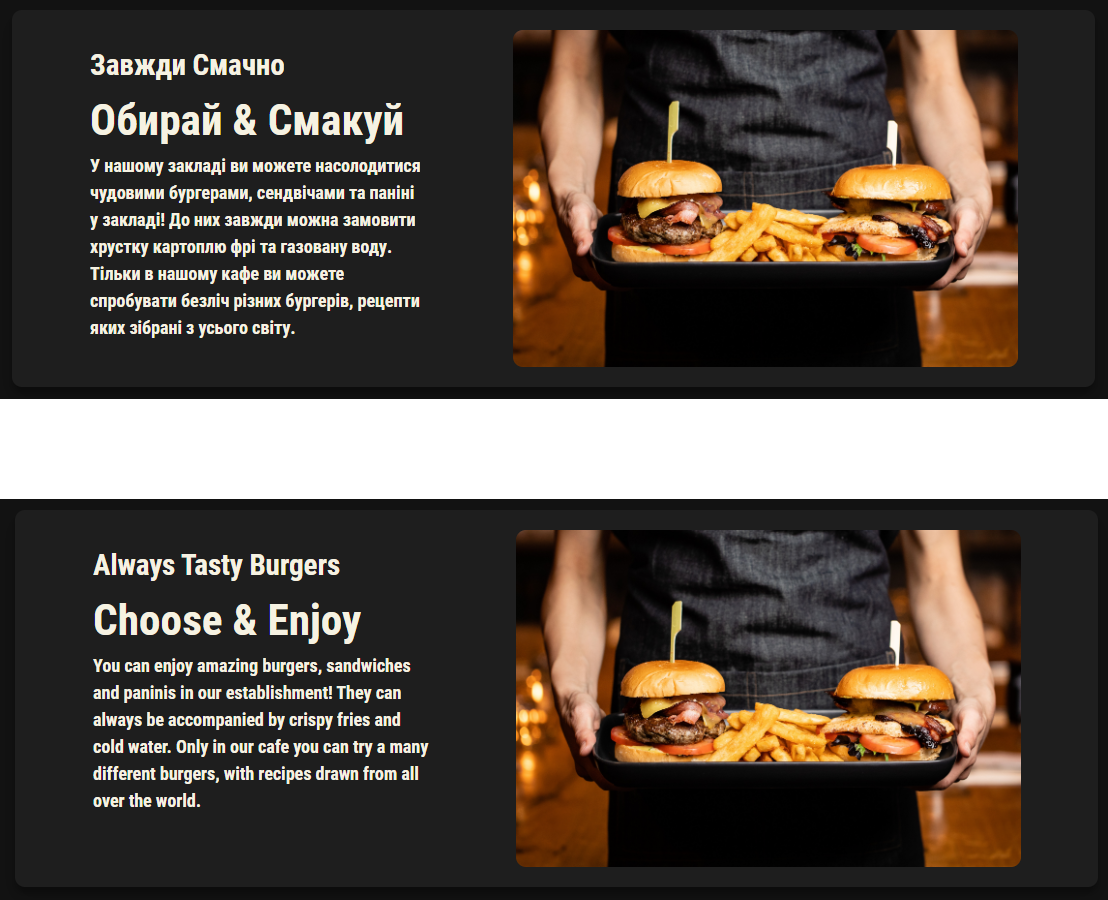 Завжди Смачно
Обирай & Смакуй
У нашому закладі ви можете насолодитися
чудовими бургерами, сендвічами та паніні
у закладі! До них завжди можна замовити
хрустку картоплю фрі та газовану воду.
Тільки в нашому кафе ви можете
спробувати безліч різних бургерів, рецепти
яких зібрані з усього світу.
Always Tasty Burgers
Choose & Enjoy
You can enjoy amazing burgers, sandwiches
and paninis in our establishment! They can
always be accompanied by crispy fries and
cold water. Only in our cafe you can try a many
different burgers, with recipes drawn from all
over the world.